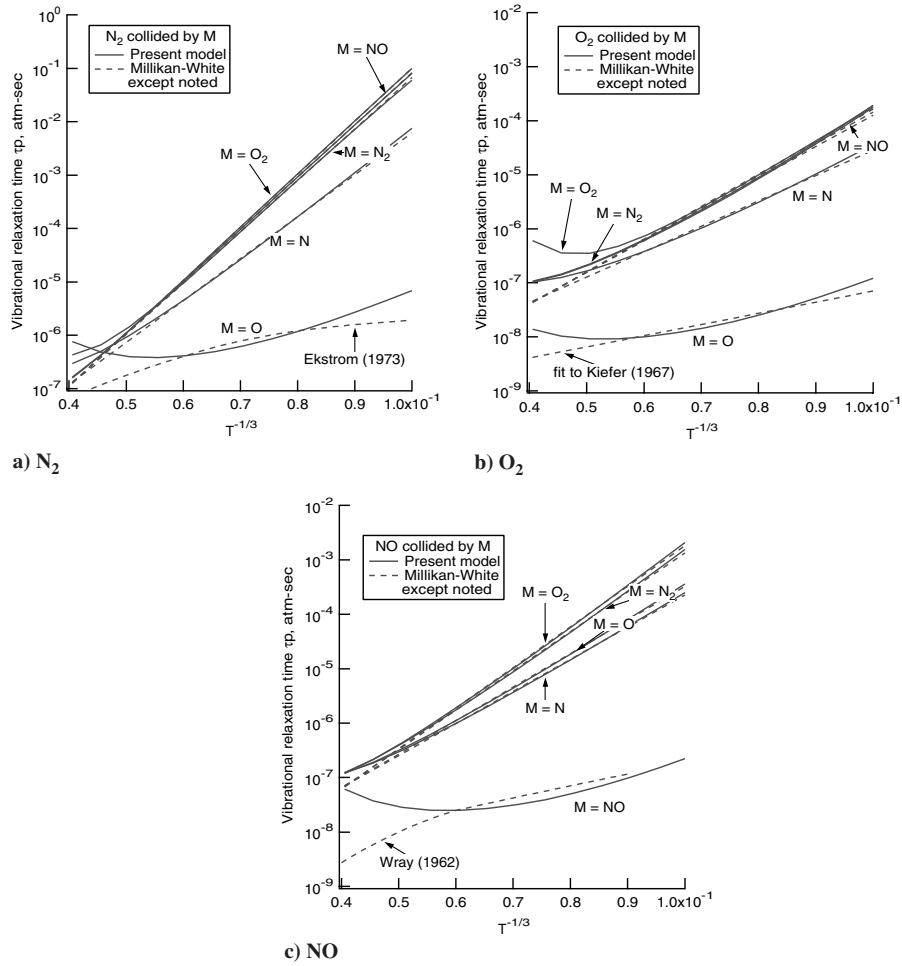 10⁰
10⁻¹
10⁻²
10⁻³
10⁻⁴
10⁻⁵
10⁻⁶
10⁻⁷
Vibrational relaxation time τp, atm-sec
N₂ collided by M
Present model
Millikan-White
except noted
M = NO
M = O₂
M = N₂
M = N
M = O
Ekstrom (1973)
0.4 0.5 0.6 0.7 0.8 0.9 1.0x10⁻¹
T⁻¹/³
a) N₂
10⁻²
10⁻³
10⁻⁴
10⁻⁵
10⁻⁶
10⁻⁷
10⁻⁸
10⁻⁹
Vibrational relaxation time τp, atm-sec
O₂ collided by M
Present model
Millikan-White
except noted
M = NO
M = O₂
M = N₂
M = N
M = O
fit to Kiefer (1967)
0.4 0.5 0.6 0.7 0.8 0.9 1.0x10⁻¹
T⁻¹/³
b) O₂
10⁻²
10⁻³
10⁻⁴
10⁻⁵
10⁻⁶
10⁻⁷
10⁻⁸
10⁻⁹
Vibrational relaxation time τp, atm-sec
NO collided by M
Present model
Millikan-White
except noted
M = O₂
M = N₂
M = O
M = N
M = NO
Wray (1962)
0.4 0.5 0.6 0.7 0.8 0.9 1.0x10⁻¹
T⁻¹/³
c) NO